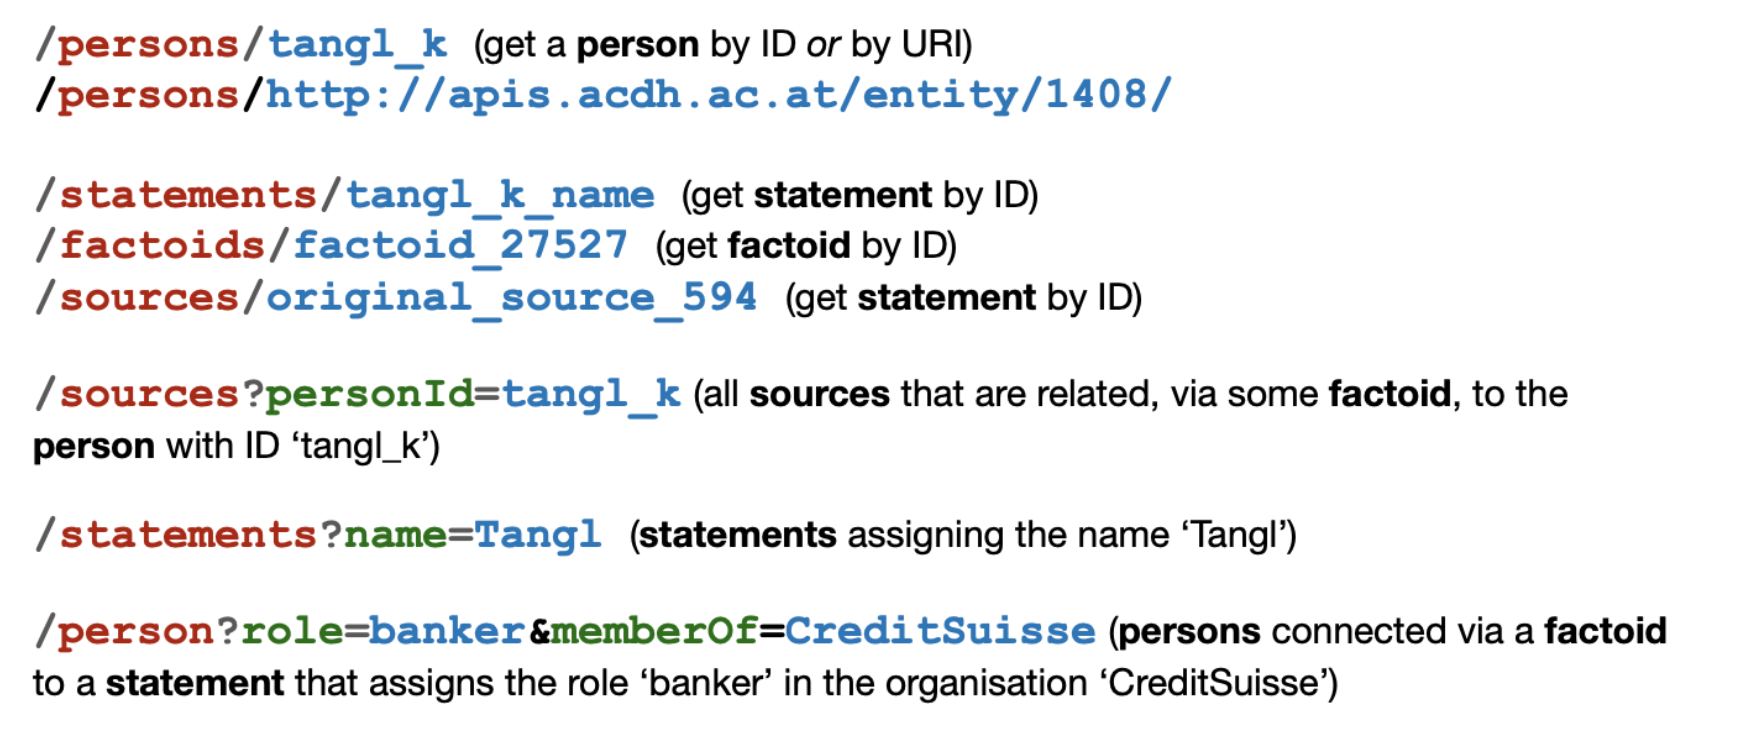 /persons/tangl_k (get a person by ID or by URI)
/persons/http://apis.acdh.ac.at/entity/1408/
/statements/tangl_k_name (get statement by ID)
/factoids/factoid_27527 (get factoid by ID)
/sources/original_source_594 (get statement by ID)
/sources?personId=tangl_k (all sources that are related, via some factoid, to the
person with ID ‘tangl_k’)
/statements?name=Tangl (statements assigning the name ‘Tangl’)
/person?role=banker&memberOf=CreditSuisse (persons connected via a factoid
to a statement that assigns the role ‘banker’ in the organisation ‘CreditSuisse’)